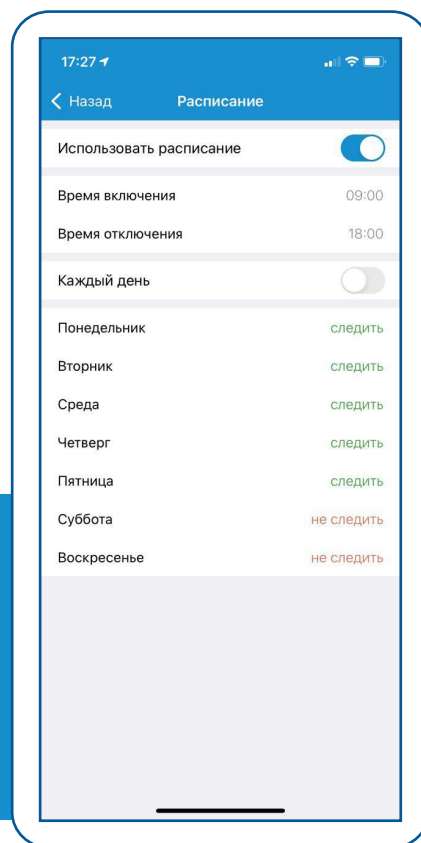 17:27
Назад Расписание
Использовать расписание
Время включения 09:00
Время отключения 18:00
Каждый день
Понедельник следить
Вторник следить
Среда следить
Четверг следить
Пятница следить
Суббота не следить
Воскресенье не следить